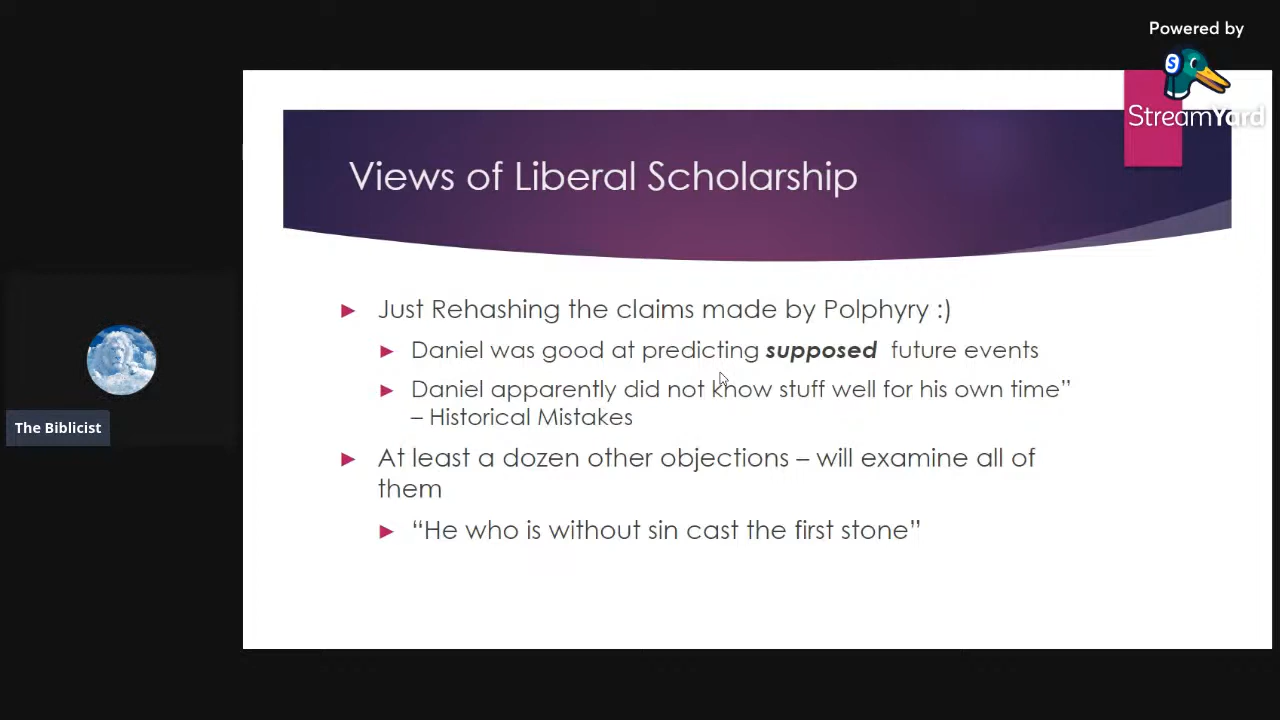 Powered by
StreamYard
Views of Liberal Scholarship
Just Rehashing the claims made by Polphyry :)
Daniel was good at predicting supposed future events
Daniel apparently did not know stuff well for his own time”
– Historical Mistakes
At least a dozen other objections – will examine all of
them
“He who is without sin cast the first stone”
The Biblicist
S